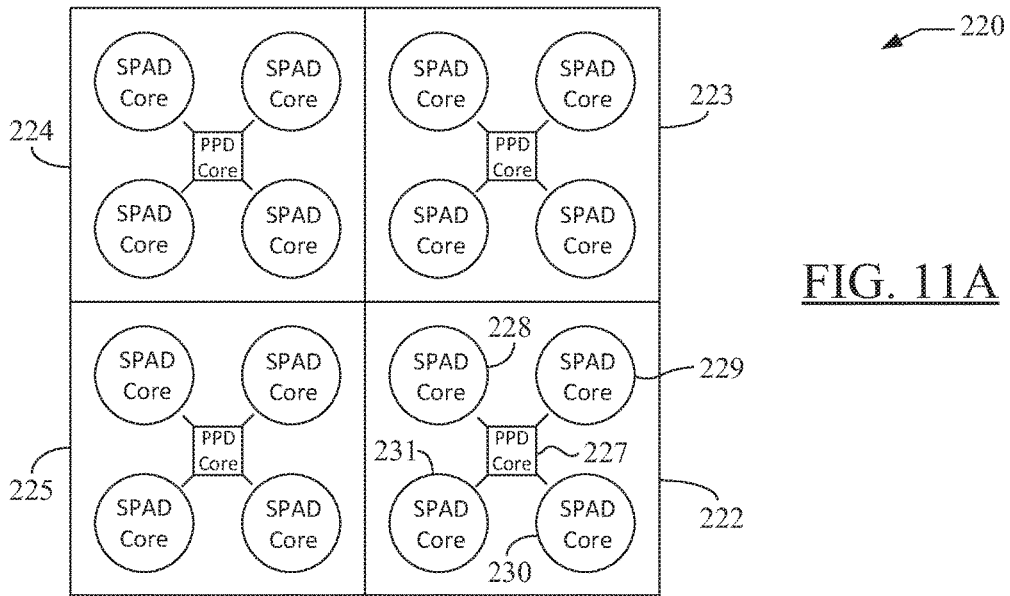 220
SPAD SPAD SPAD SPAD
Core Core Core Core
223
224
PPD PPD
Core Core
SPAD SPAD SPAD SPAD
Core Core Core Core
FIG. 11A
228
SPAD SPAD SPAD SPAD
Core Core Core Core
229
PPD PPD
Core Core
231
227
225
SPAD SPAD SPAD SPAD
Core Core Core Core
222
230